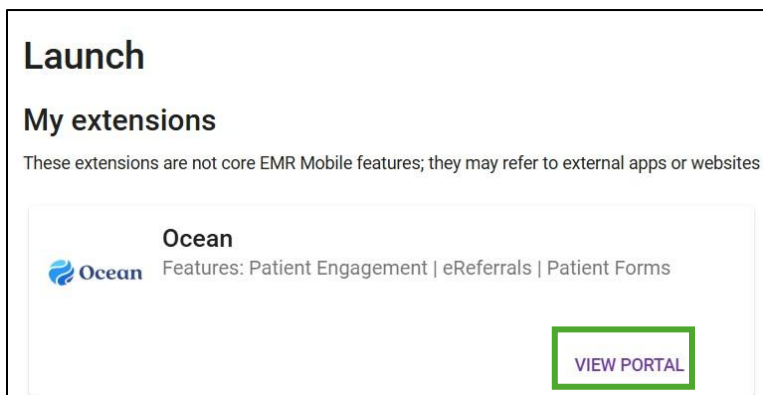 Launch
My extensions
These extensions are not core EMR Mobile features; they may refer to external apps or websites
Ocean
Ocean
Features: Patient Engagement | eReferrals | Patient Forms
VIEW PORTAL